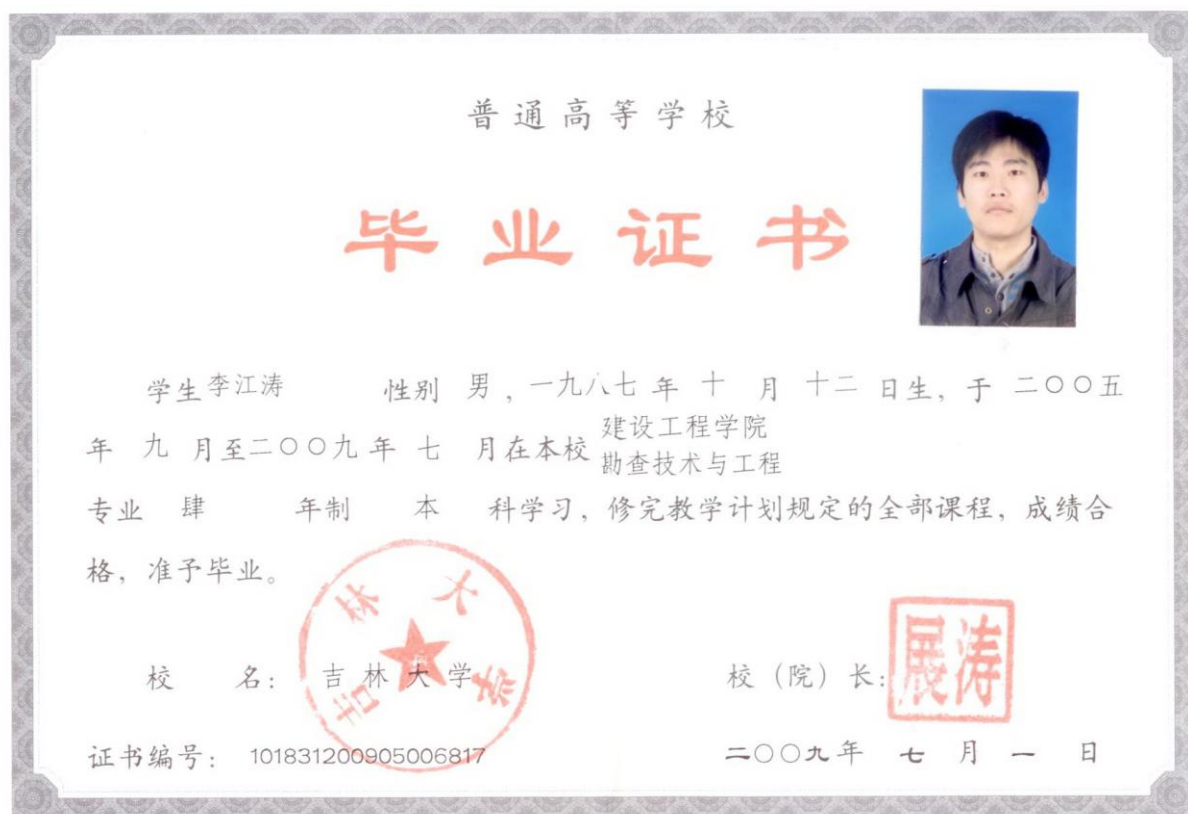 普通高等学校
毕业证书
学生 李江涛 性别 男，一九八七 年 十 月 十二 日生，于 二〇〇五
年 九 月至二〇〇九 年 七 月在本校 建设工程学院
勘查技术与工程
专业 肆 年制 本 科学习，修完教学计划规定的全部课程，成绩合
格，准予毕业。
吉林大学
校 名：吉林大学
校（院）长：
展涛
证书编号：101831200905006817
二〇〇九年 七 月 一 日